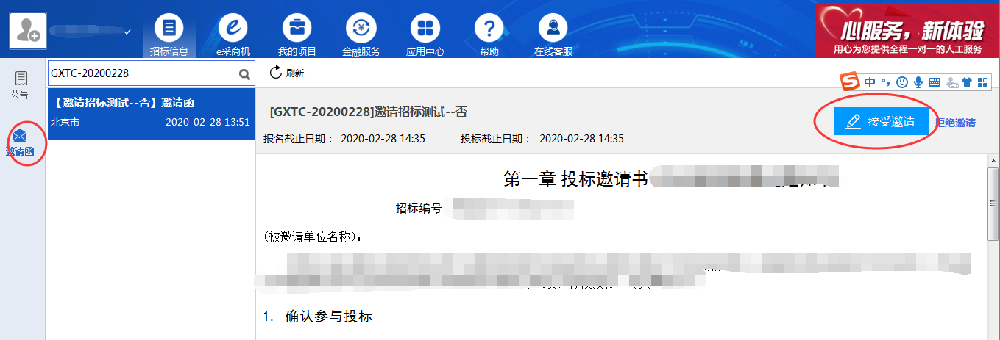 招标信息 e采商机 我的项目 金融服务 应用中心 帮助 在线客服
心服务，新体验
用心为您提供全程一对一的人工服务
公告
邀请函
GXTC-20200228
【邀请招标测试--否】邀请函
北京市 2020-02-28 13:51
刷新
S中
[GXTC-20200228]邀请招标测试--否
接受邀请 拒绝邀请
报名截止日期： 2020-02-28 14:35 投标截止日期： 2020-02-28 14:35
第一章 投标邀请书
招标编号
(被邀请单位名称)：
1. 确认参与投标